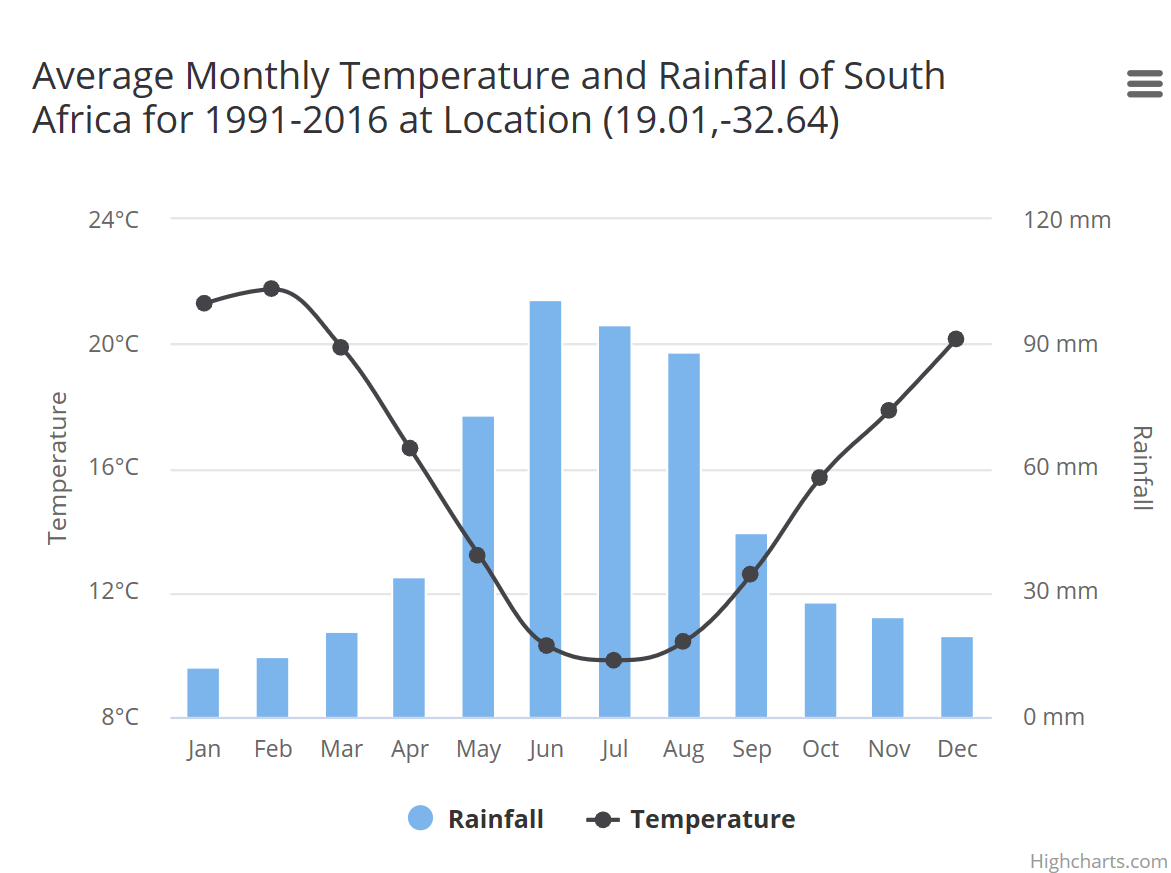 Average Monthly Temperature and Rainfall of South
Africa for 1991-2016 at Location (19.01,-32.64)
24°C
20°C
16°C
12°C
8°C
Temperature
120 mm
90 mm
60 mm
30 mm
0 mm
Rainfall
Jan Feb Mar Apr May Jun Jul Aug Sep Oct Nov Dec
Rainfall Temperature
Highcharts.com